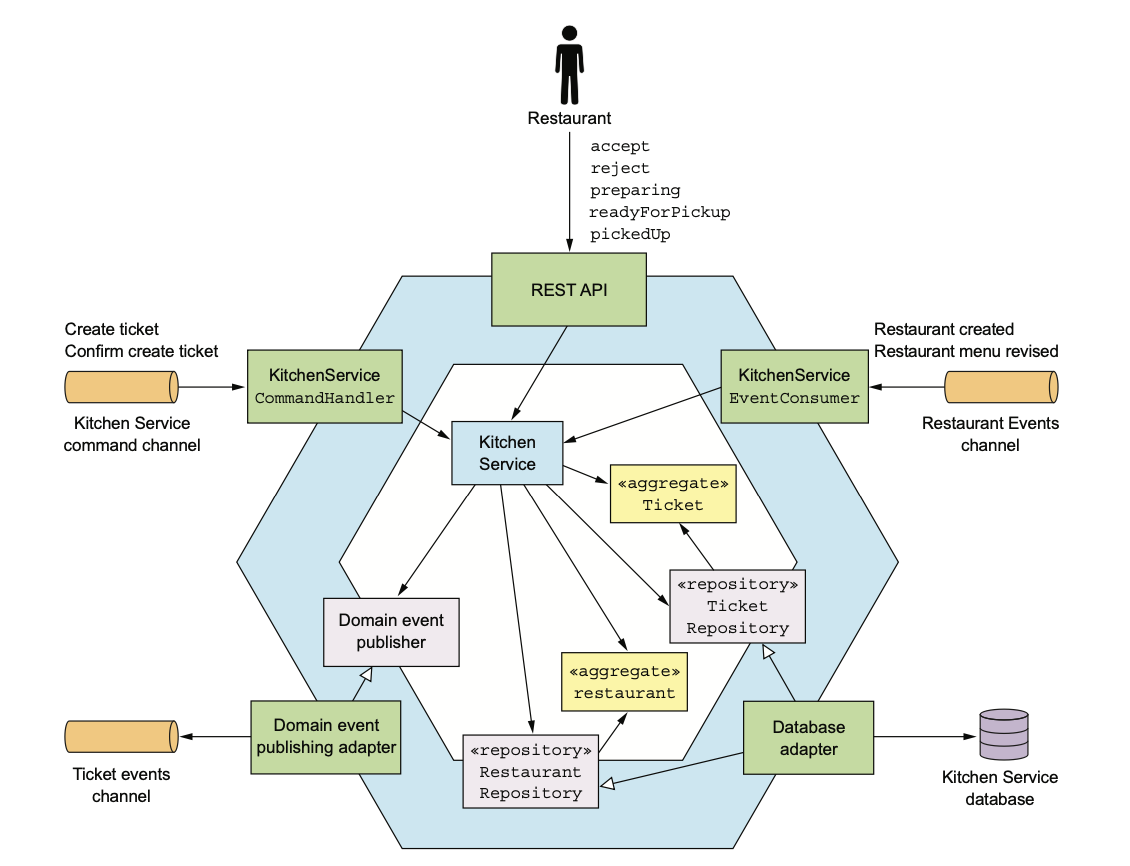 Restaurant
accept
reject
preparing
readyForPickup
pickedUp
REST API
Create ticket
Confirm create ticket
Kitchen Service
command channel
KitchenService
CommandHandler
KitchenService
EventConsumer
Restaurant created
Restaurant menu revised
Restaurant Events
channel
Kitchen
Service
«aggregate»
Ticket
«repository»
Ticket
Repository
Domain event
publisher
«aggregate»
restaurant
Domain event
publishing adapter
Ticket events
channel
«repository»
Restaurant
Repository
Database
adapter
Kitchen Service
database